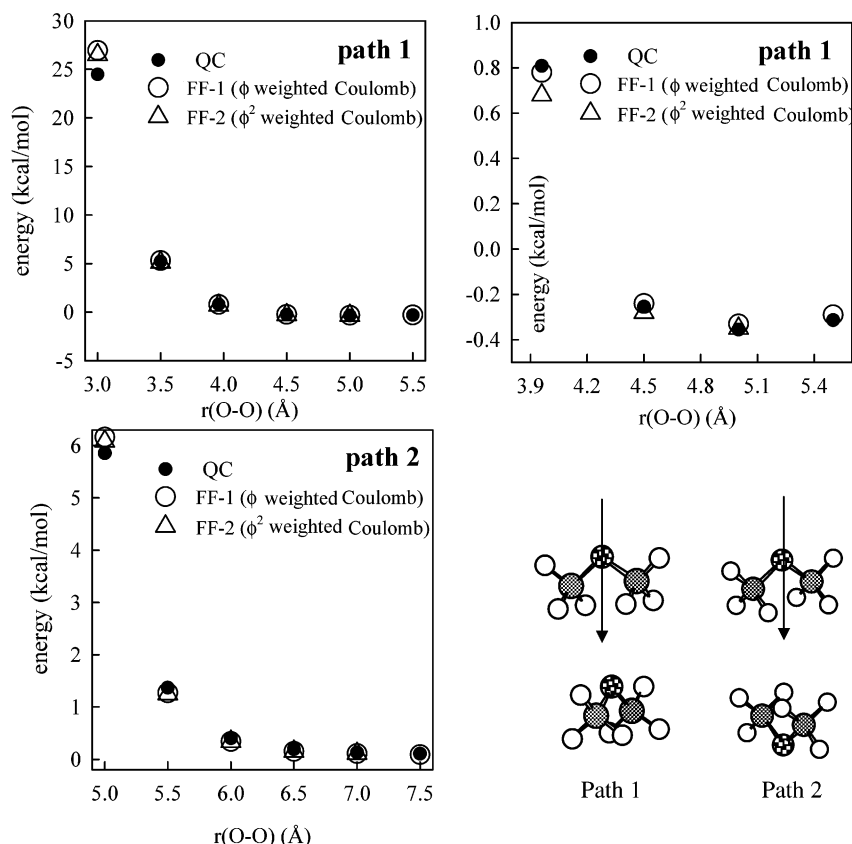 path 1
QC
FF-1 (ϕ weighted Coulomb)
FF-2 (ϕ² weighted Coulomb)
energy (kcal/mol)
30
25
20
15
10
5
0
-5
3.0 3.5 4.0 4.5 5.0 5.5
r(O-O) (Å)
path 1
QC
FF-1 (ϕ weighted Coulomb)
FF-2 (ϕ² weighted Coulomb)
energy (kcal/mol)
1.0
0.8
0.6
0.4
0.2
0.0
-0.2
-0.4
3.9 4.2 4.5 4.8 5.1 5.4
r(O-O) (Å)
path 2
QC
FF-1 (ϕ weighted Coulomb)
FF-2 (ϕ² weighted Coulomb)
energy (kcal/mol)
6
5
4
3
2
1
0
5.0 5.5 6.0 6.5 7.0 7.5
r(O-O) (Å)
Path 1 Path 2